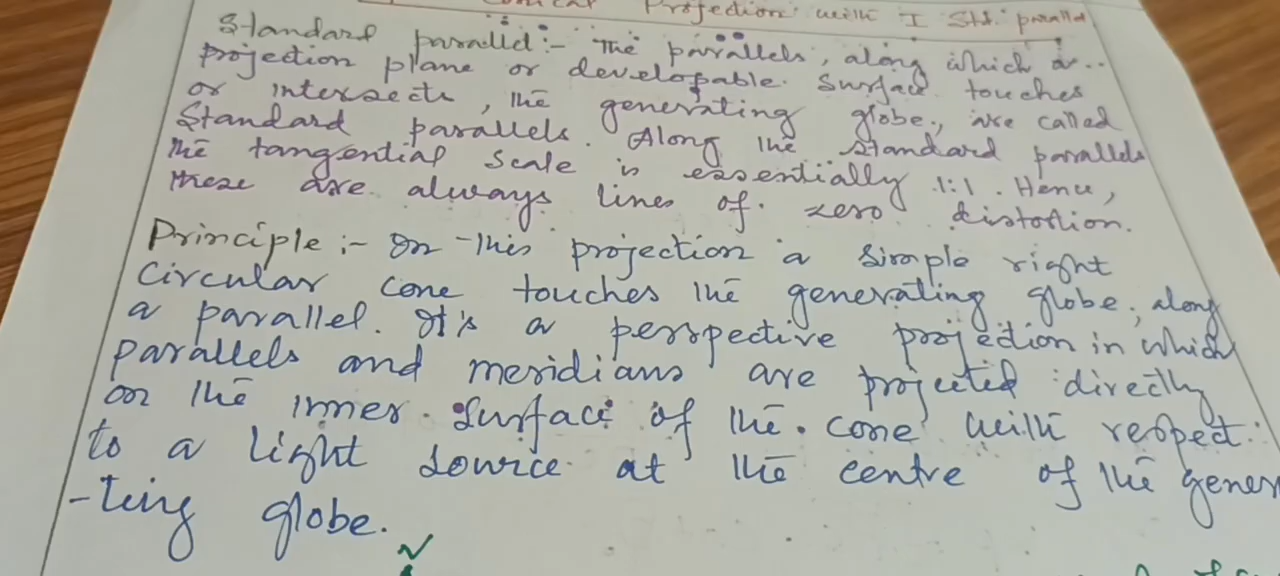 Conical Projection with I Std. parallel
Standard parallel :- The parallels, along which a
projection plane or developable surface touches
or intersects, the generating globe, are called
Standard parallels. Along the standard parallels
the tangential scale is essentially 1:1. Hence,
these are always lines of zero distortion.
Principle :- On this projection a simple right
circular cone touches the generating globe, along
a parallel. It's a perspective projection in which
parallels and meridians are projected directly
on the inner surface of the cone with respect
to a light source at the centre of the genera
-ting globe.